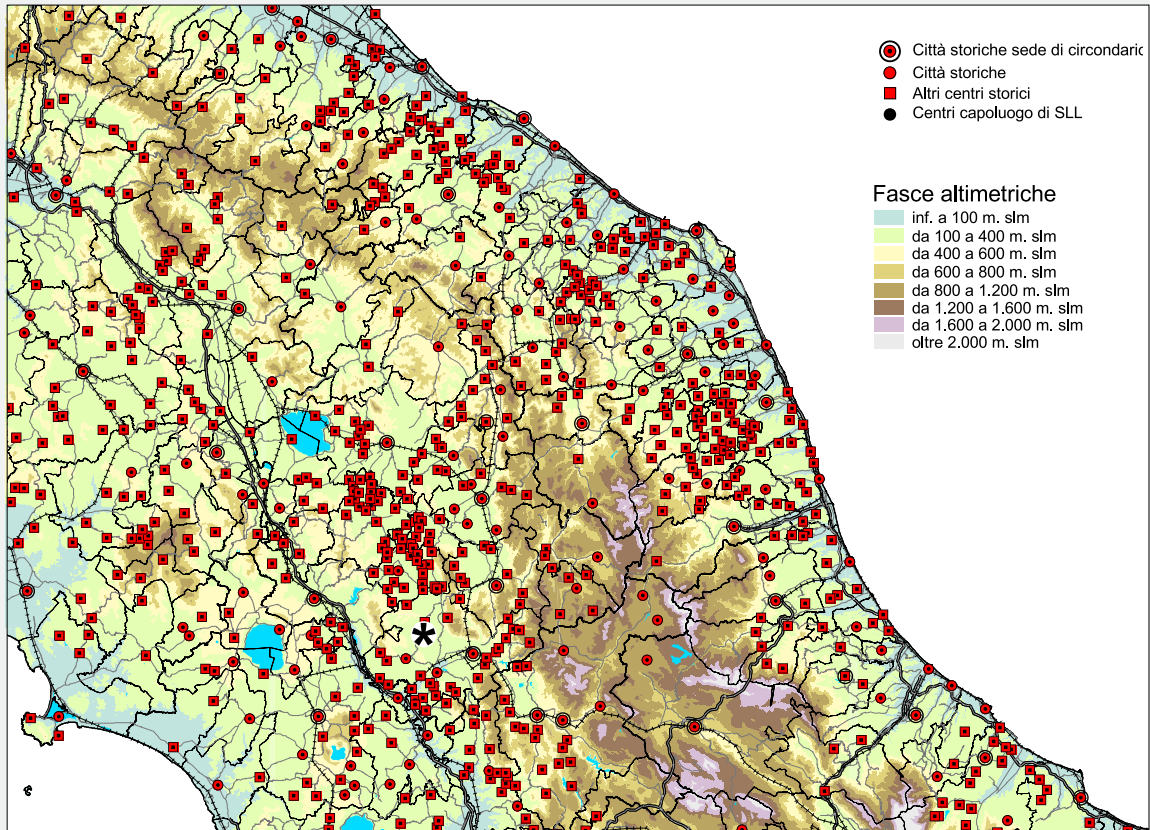 Città storiche sede di circondaric
Città storiche
Altri centri storici
Centri capoluogo di SLL
Fasce altimetriche
inf. a 100 m. slm
da 100 a 400 m. slm
da 400 a 600 m. slm
da 600 a 800 m. slm
da 800 a 1.200 m. slm
da 1.200 a 1.600 m. slm
da 1.600 a 2.000 m. slm
oltre 2.000 m. slm
*